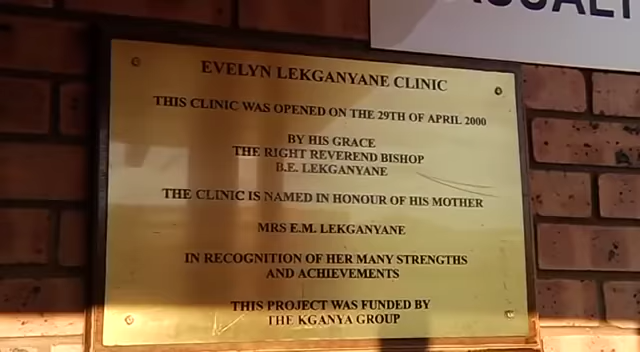 EVELYN LEKGANYANE CLINIC
THIS CLINIC WAS OPENED ON THE 29TH OF APRIL 2000
BY HIS GRACE
THE RIGHT REVEREND BISHOP
B.E. LEKGANYANE
THE CLINIC IS NAMED IN HONOUR OF HIS MOTHER
MRS E.M. LEKGANYANE
IN RECOGNITION OF HER MANY STRENGTHS
AND ACHIEVEMENTS
THIS PROJECT WAS FUNDED BY
THE KGANYA GROUP